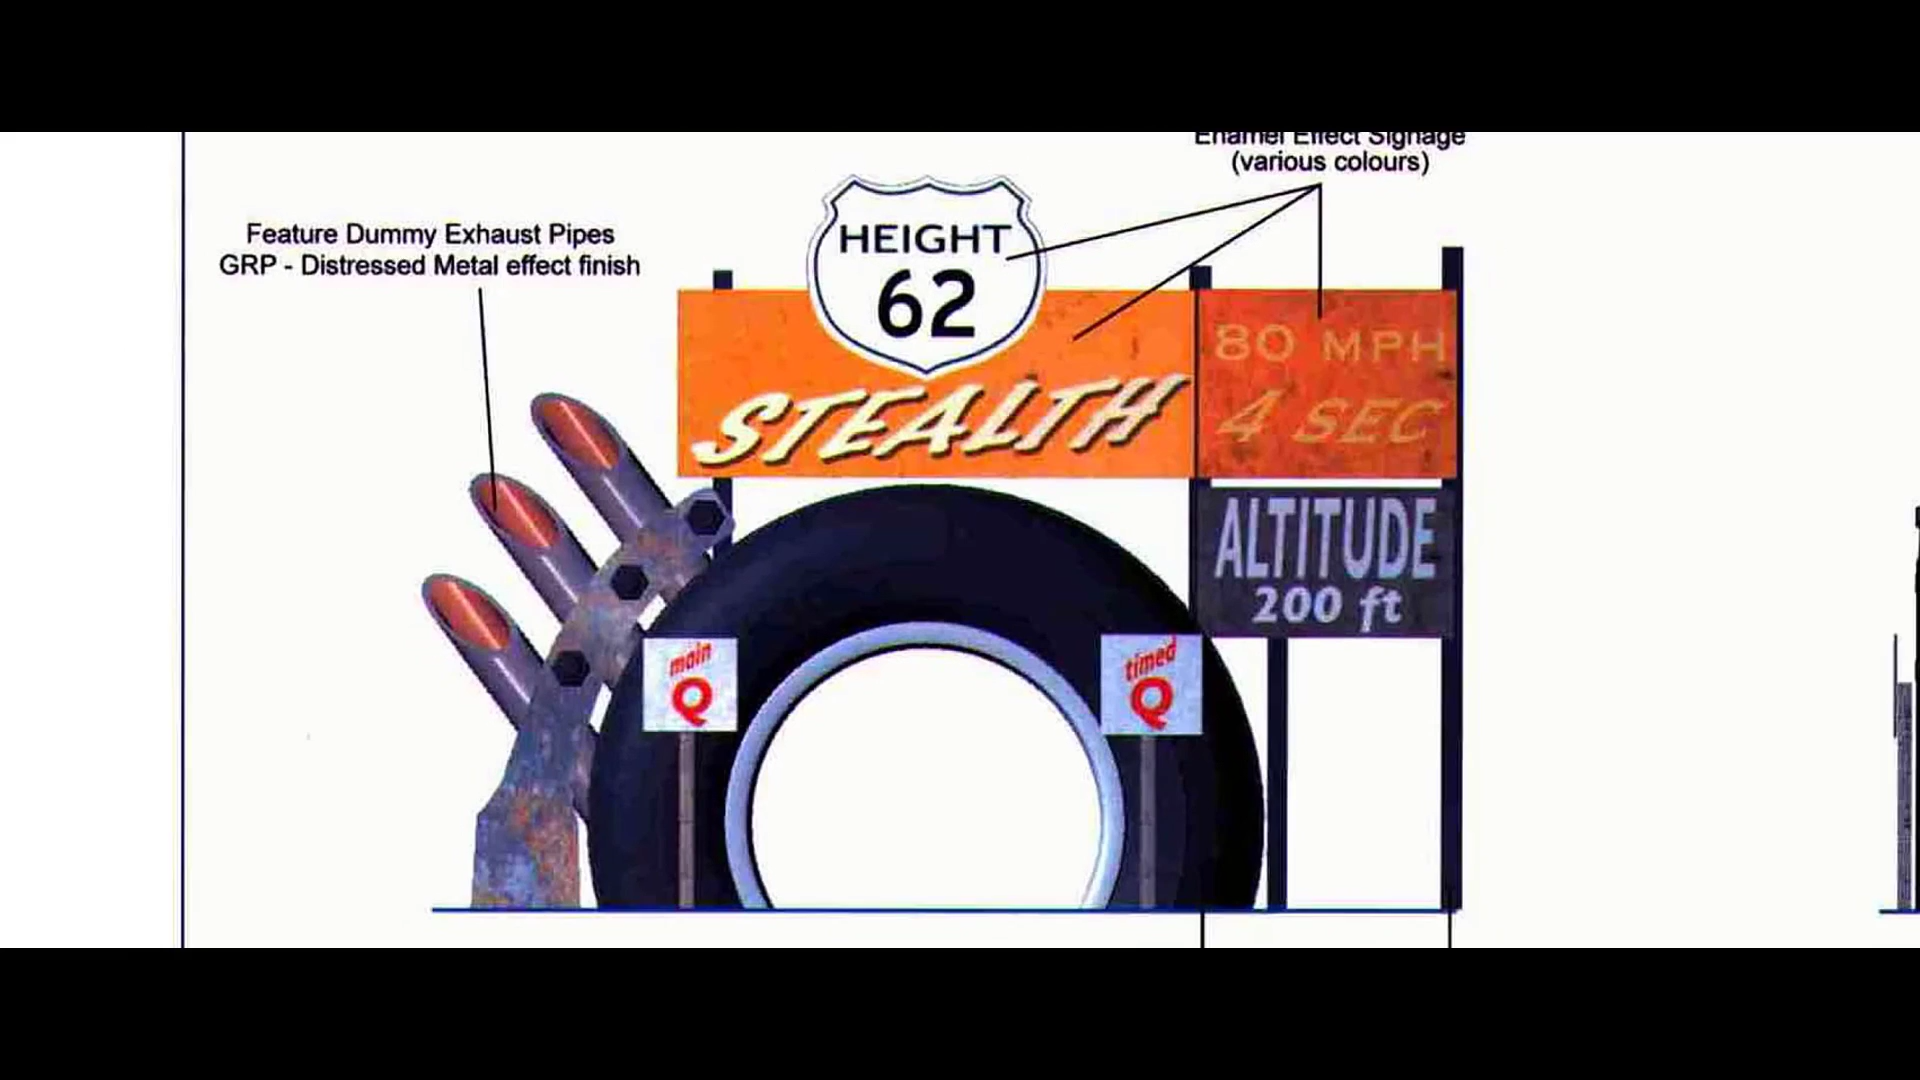 Enamel Effect Signage
(various colours)
Feature Dummy Exhaust Pipes
GRP - Distressed Metal effect finish
HEIGHT
62
STEALTH
80 MPH
4 SEC
ALTITUDE
200 ft
main
Q
timed
Q